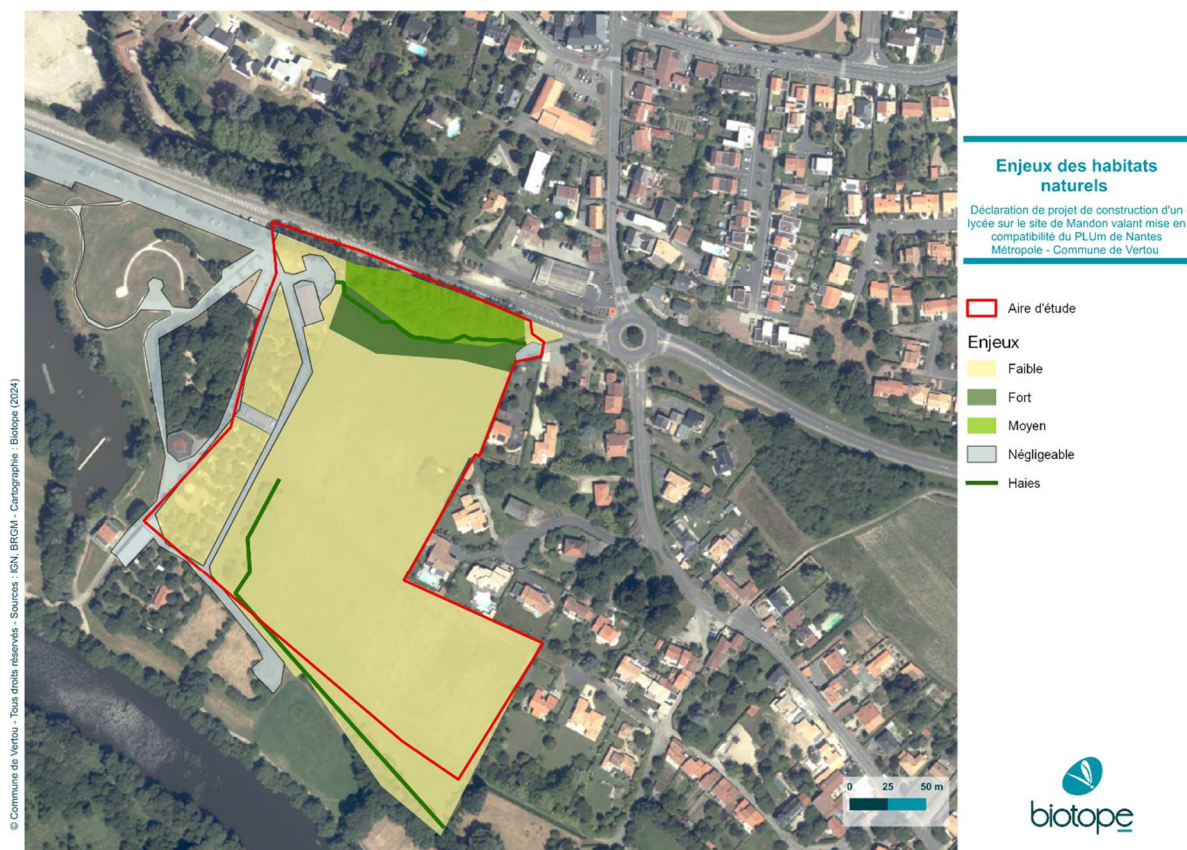 Enjeux des habitats
naturels
Déclaration de projet de construction d'un
lycée sur le site de Mandon valant mise en
compatibilité du PLUm de Nantes
Métropole - Commune de Vertou
Aire d'étude
Enjeux
Faible
Fort
Moyen
Négligeable
Haies
0 25 50 m
biotope
© Commune de Vertou - Tous droits réservés - Sources : IGN, BRGM - Cartographie : Biotope (2024)